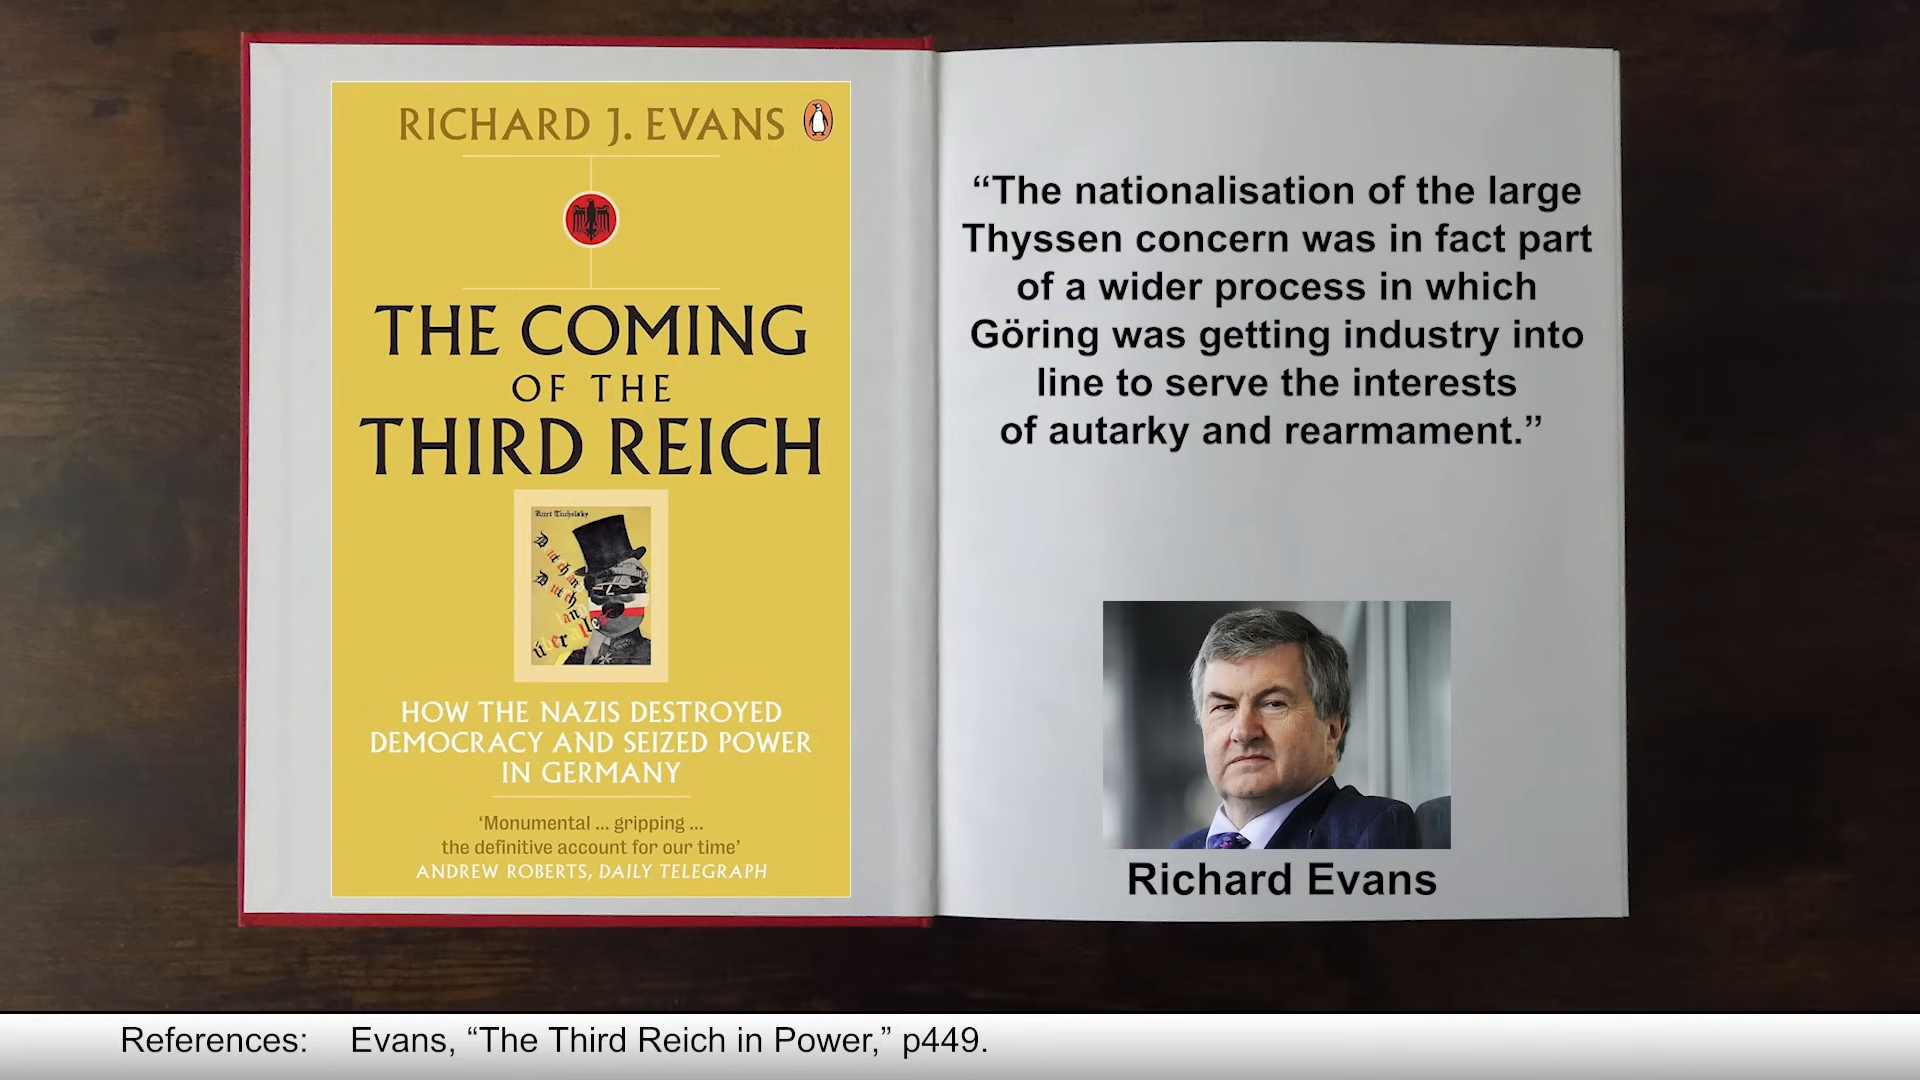 RICHARD J. EVANS
THE COMING
OF THE
THIRD REICH
Kurt Tucholsky
HOW THE NAZIS DESTROYED
DEMOCRACY AND SEIZED POWER
IN GERMANY
‘Monumental ... gripping ...
the definitive account for our time’
ANDREW ROBERTS, DAILY TELEGRAPH
“The nationalisation of the large
Thyssen concern was in fact part
of a wider process in which
Göring was getting industry into
line to serve the interests
of autarky and rearmament.”
Richard Evans
References: Evans, “The Third Reich in Power,” p449.